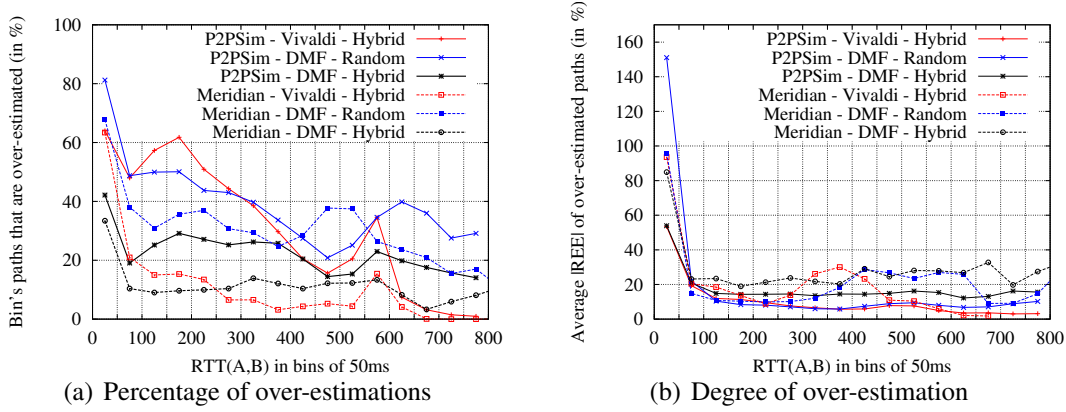 Bin's paths that are over-estimated (in %)
100
80
60
40
20
0
P2PSim - Vivaldi - Hybrid
P2PSim - DMF - Random
P2PSim - DMF - Hybrid
Meridian - Vivaldi - Hybrid
Meridian - DMF - Random
Meridian - DMF - Hybrid
0 100 200 300 400 500 600 700 800
RTT(A,B) in bins of 50ms
(a) Percentage of over-estimations
Average lREEl of over-estimated paths (in %)
160
140
120
100
80
60
40
20
0
P2PSim - Vivaldi - Hybrid
P2PSim - DMF - Random
P2PSim - DMF - Hybrid
Meridian - Vivaldi - Hybrid
Meridian - DMF - Random
Meridian - DMF - Hybrid
0 100 200 300 400 500 600 700 800
RTT(A,B) in bins of 50ms
(b) Degree of over-estimation